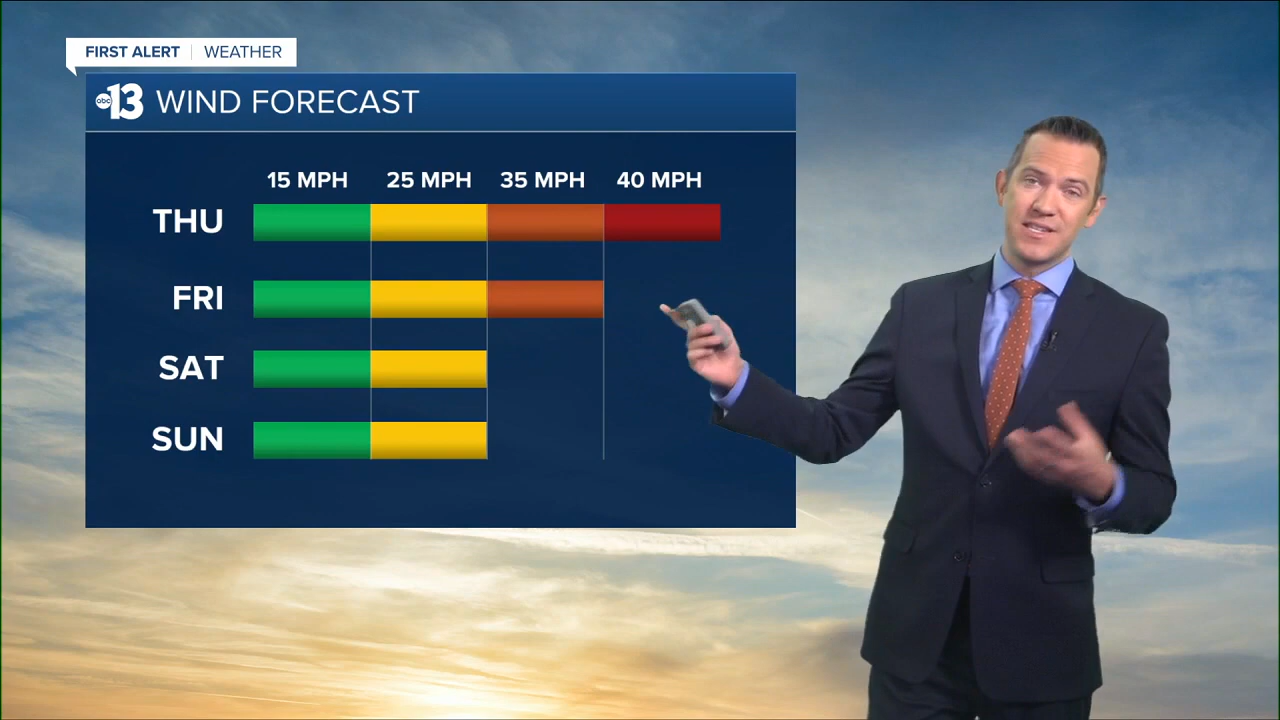 FIRST ALERT | WEATHER
abc 13 WIND FORECAST
15 MPH 25 MPH 35 MPH 40 MPH
THU
FRI
SAT
SUN